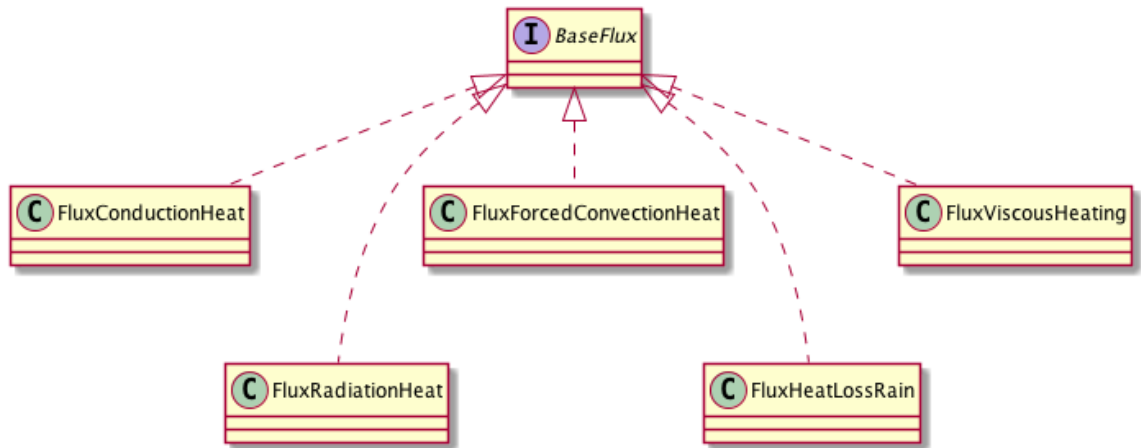 I BaseFlux
C FluxConductionHeat
C FluxForcedConvectionHeat
C FluxViscousHeating
C FluxRadiationHeat
C FluxHeatLossRain